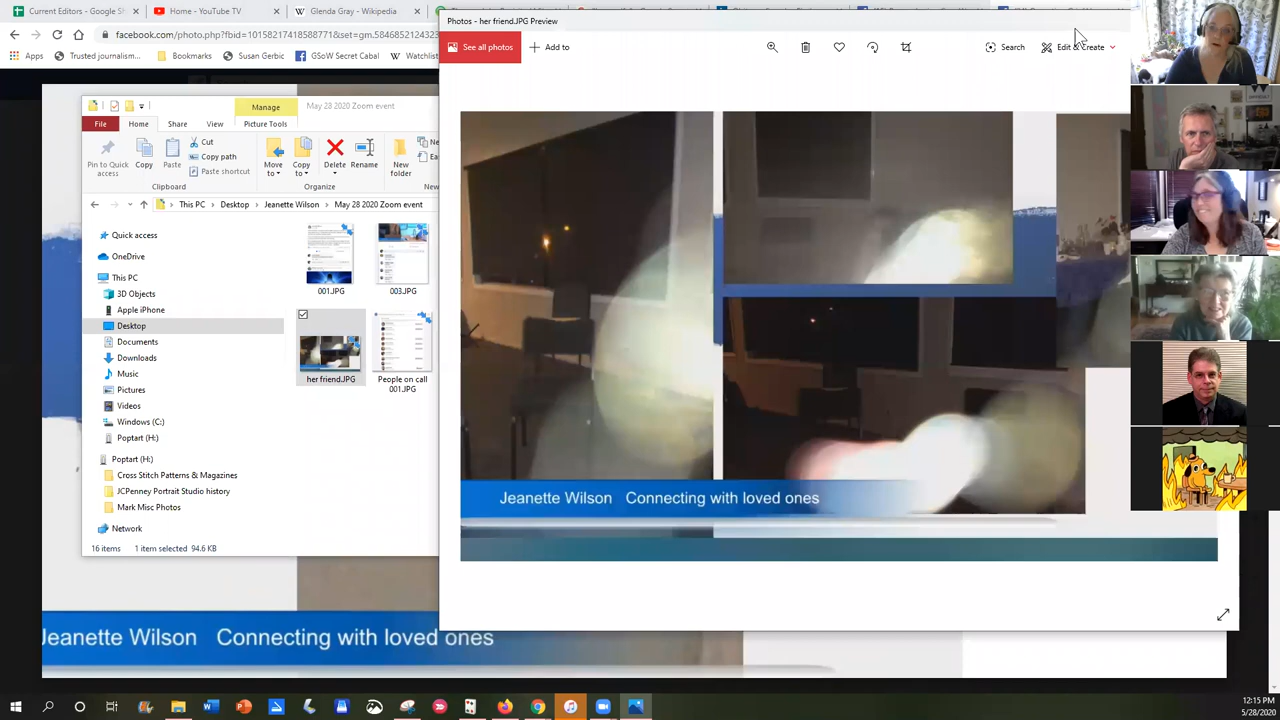 Current Editors - Google Sh
Home - YouTube TV
Glenda Gray - Wikipedia
facebook.com/photo.php?fbid=10158217418588771&set=gm.58468521243
Apps
Trusted journalism...
Susan Gerbic
GSoW Secret Cabal
Watchlist
Photos - her friend.JPG Preview
See all photos
Add to
Search
Edit & Create
Manage
May 28 2020 Zoom event
File
Home
Share
View
Picture Tools
Pin to Quick access
Copy
Paste
Cut
Copy path
Paste shortcut
Move to
Copy to
Delete
Rename
New folder
Clipboard
Organize
This PC
Desktop
Jeanette Wilson
May 28 2020 Zoom event
Quick access
OneDrive
This PC
3D Objects
Apple iPhone
Desktop
Documents
Downloads
Music
Pictures
Videos
Windows (C:)
Poptart (H:)
Poptart (H:)
Cross Stitch Patterns & Magazines
JCPenney Portrait Studio history
Mark Misc Photos
Network
001.JPG
003.JPG
her friend.JPG
People on call
001.JPG
16 items
1 item selected 94.6 KB
Jeanette Wilson Connecting with loved ones
Jeanette Wilson Connecting with loved ones
12:15 PM
5/28/2020